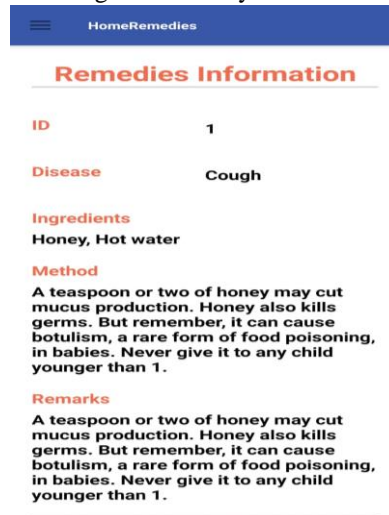 HomeRemedies
Remedies Information
ID 1
Disease Cough
Ingredients
Honey, Hot water
Method
A teaspoon or two of honey may cut
mucus production. Honey also kills
germs. But remember, it can cause
botulism, a rare form of food poisoning,
in babies. Never give it to any child
younger than 1.
Remarks
A teaspoon or two of honey may cut
mucus production. Honey also kills
germs. But remember, it can cause
botulism, a rare form of food poisoning,
in babies. Never give it to any child
younger than 1.